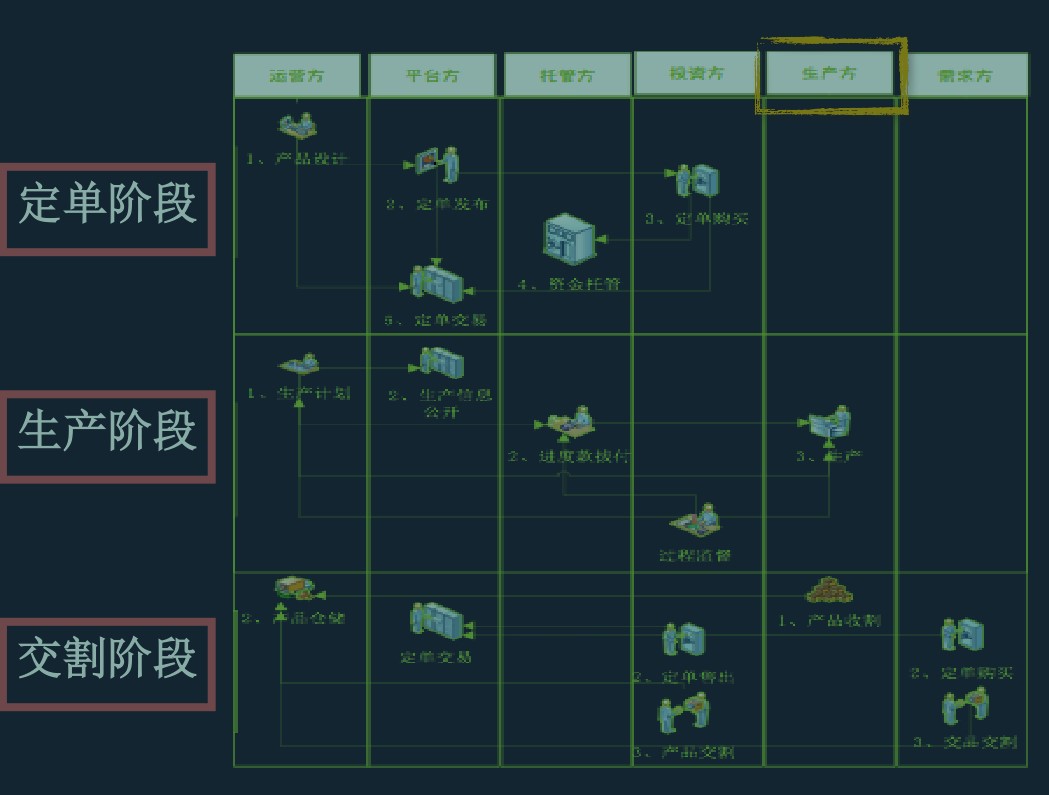 运营方
平台方
托管方
投资方
生产方
需求方
定单阶段
1、产品设计
2、定单发布
3、定单购买
4、资金托管
5、定单交易
生产阶段
1、生产计划
2、生产信息
公开
2、进度款拨付
3、生产
过程监督
交割阶段
2、产品仓储
定单交易
1、产品收割
2、定单售出
2、定单购买
3、产品交割
3、交品交割